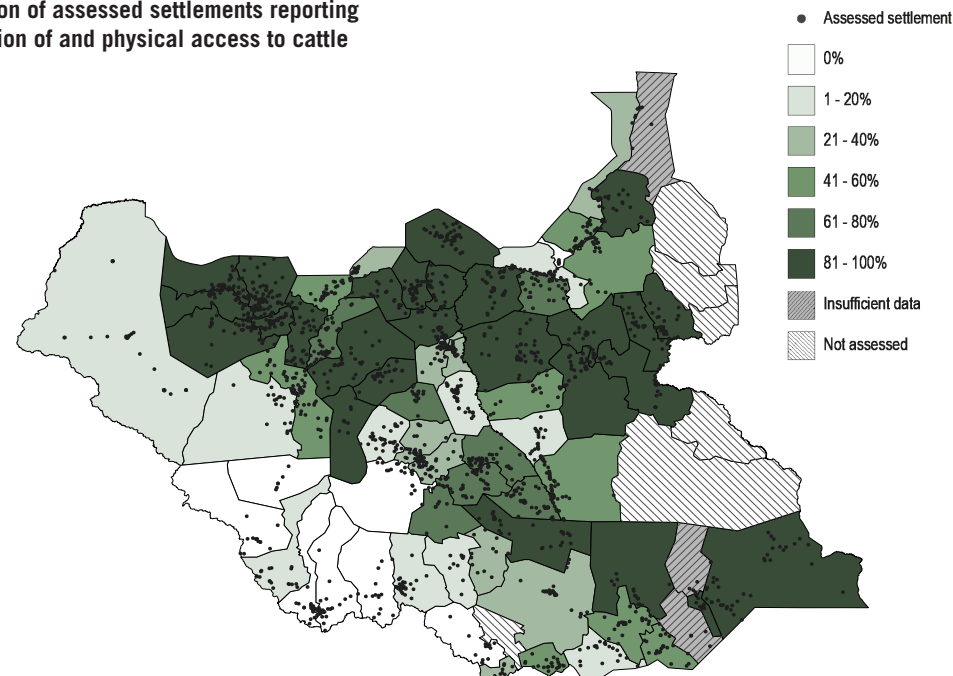 on of assessed settlements reporting
ion of and physical access to cattle
Assessed settlement
0%
1 - 20%
21 - 40%
41 - 60%
61 - 80%
81 - 100%
Insufficient data
Not assessed